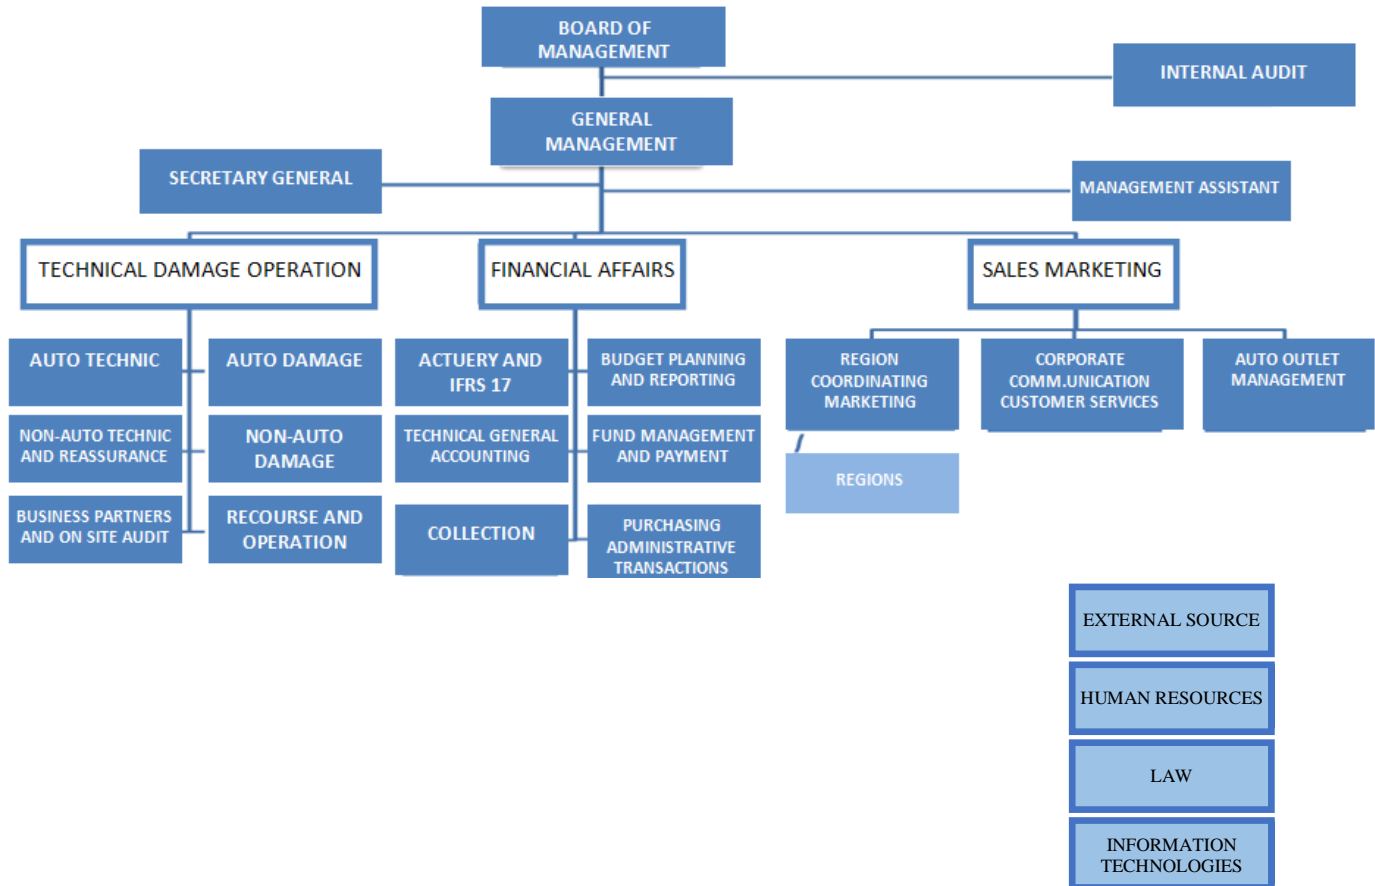 BOARD OF
MANAGEMENT
INTERNAL AUDIT
GENERAL
MANAGEMENT
SECRETARY GENERAL
MANAGEMENT ASSISTANT
TECHNICAL DAMAGE OPERATION
FINANCIAL AFFAIRS
SALES MARKETING
AUTO TECHNIC
AUTO DAMAGE
NON-AUTO TECHNIC
AND REASSURANCE
NON-AUTO
DAMAGE
BUSINESS PARTNERS
AND ON SITE AUDIT
RECOURSE AND
OPERATION
ACTUERY AND
IFRS 17
BUDGET PLANNING
AND REPORTING
TECHNICAL GENERAL
ACCOUNTING
FUND MANAGEMENT
AND PAYMENT
COLLECTION
PURCHASING
ADMINISTRATIVE
TRANSACTIONS
REGION
COORDINATING
MARKETING
CORPORATE
COMM.UNICATION
CUSTOMER SERVICES
AUTO OUTLET
MANAGEMENT
REGIONS
EXTERNAL SOURCE
HUMAN RESOURCES
LAW
INFORMATION
TECHNOLOGIES